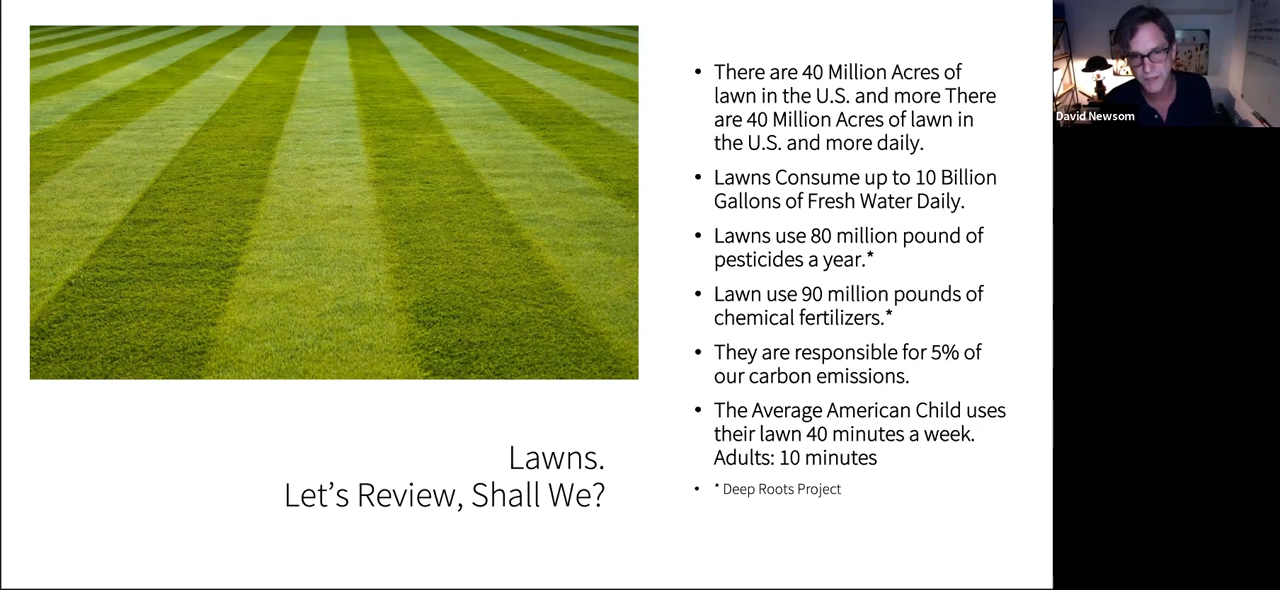 • There are 40 Million Acres of
lawn in the U.S. and more There
are 40 Million Acres of lawn in
the U.S. and more daily.
• Lawns Consume up to 10 Billion
Gallons of Fresh Water Daily.
• Lawns use 80 million pound of
pesticides a year.*
• Lawn use 90 million pounds of
chemical fertilizers.*
• They are responsible for 5% of
our carbon emissions.
• The Average American Child uses
their lawn 40 minutes a week.
Adults: 10 minutes
• * Deep Roots Project
Lawns.
Let’s Review, Shall We?
David Newsom